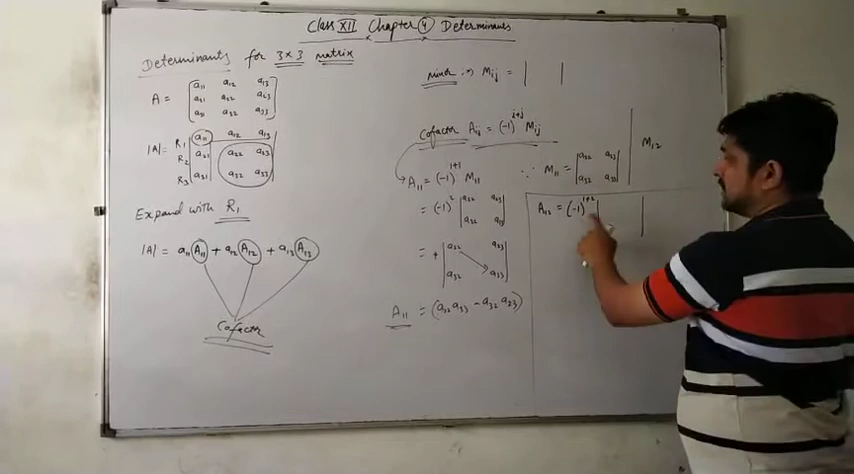 Class XII Chapter 4 Determinants
Determinants for 3×3 matrix
A = [a11 a12 a13
a21 a22 a23
a31 a32 a33]
|A| = R1 | a11 a12 a13 |
R2 | a21 a22 a23 |
R3 | a31 a32 a33 |
Expand with R1
|A| = a11 A11 + a12 A12 + a13 A13
Cofactor
minor :→ Mij = | |
Cofactor Aij = (-1)^i+j Mij
A11 = (-1)^1+1 M11
= (-1)^2 | a22 a23 |
| a32 a33 |
= + | a22 a23 |
| a32 a33 |
A11 = (a22 a33 - a32 a23)
∵ M11 = | a22 a23 |
| a32 a33 |
M12
A12 = (-1)^1+2 | |